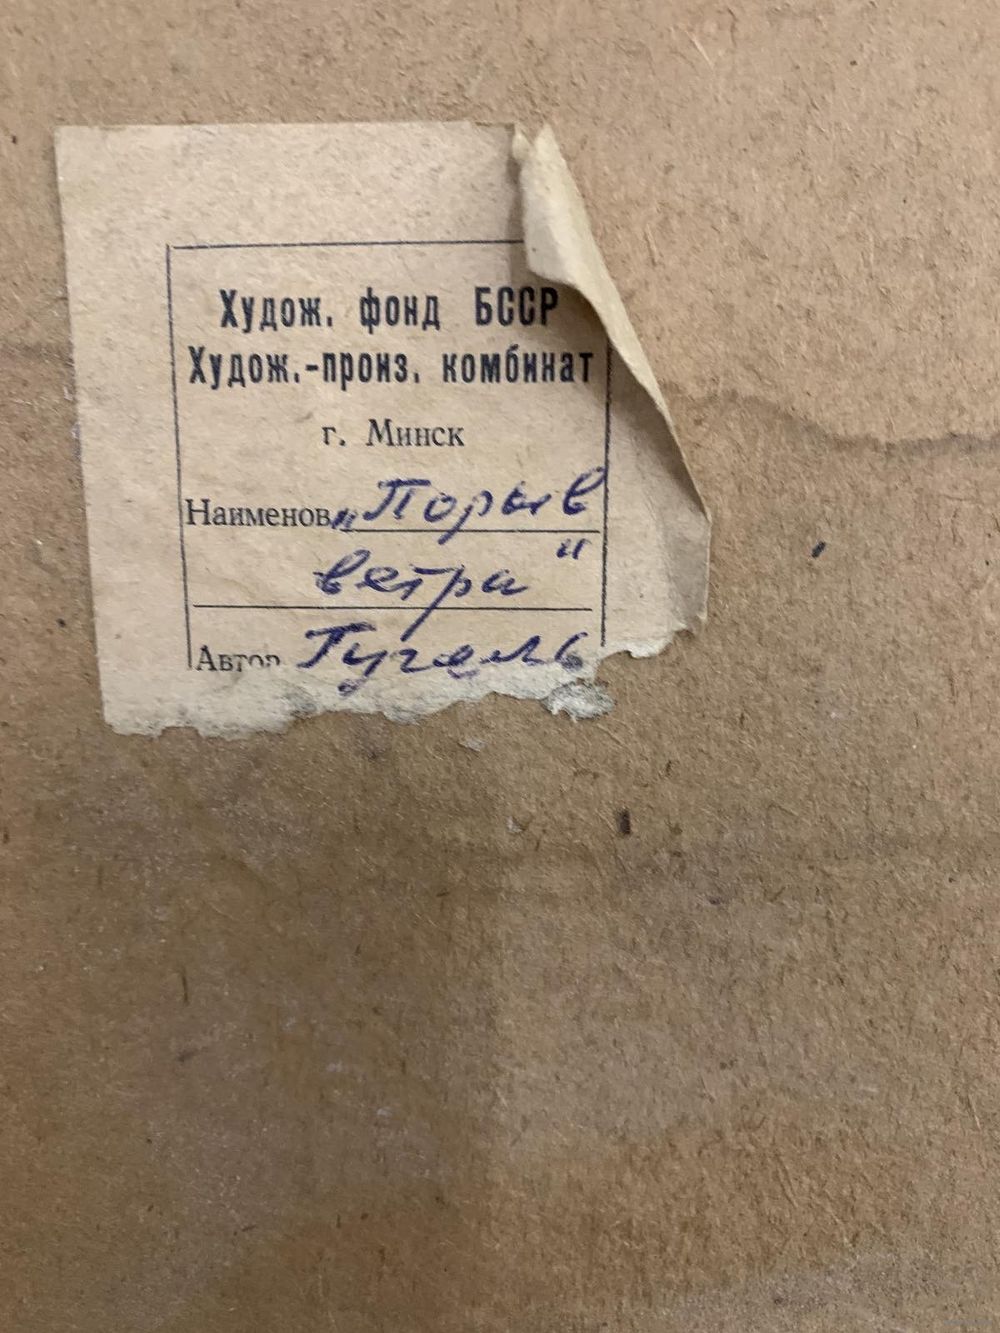 Худож. фонд БССР
Худож.-произ. комбинат
г. Минск
Наименов. „Порыв
ветра"
Автор Гугель